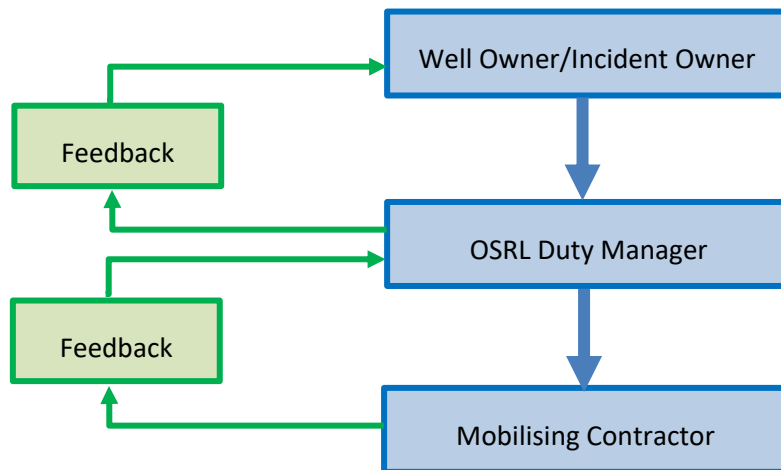 Well Owner/Incident Owner
Feedback
OSRL Duty Manager
Feedback
Mobilising Contractor